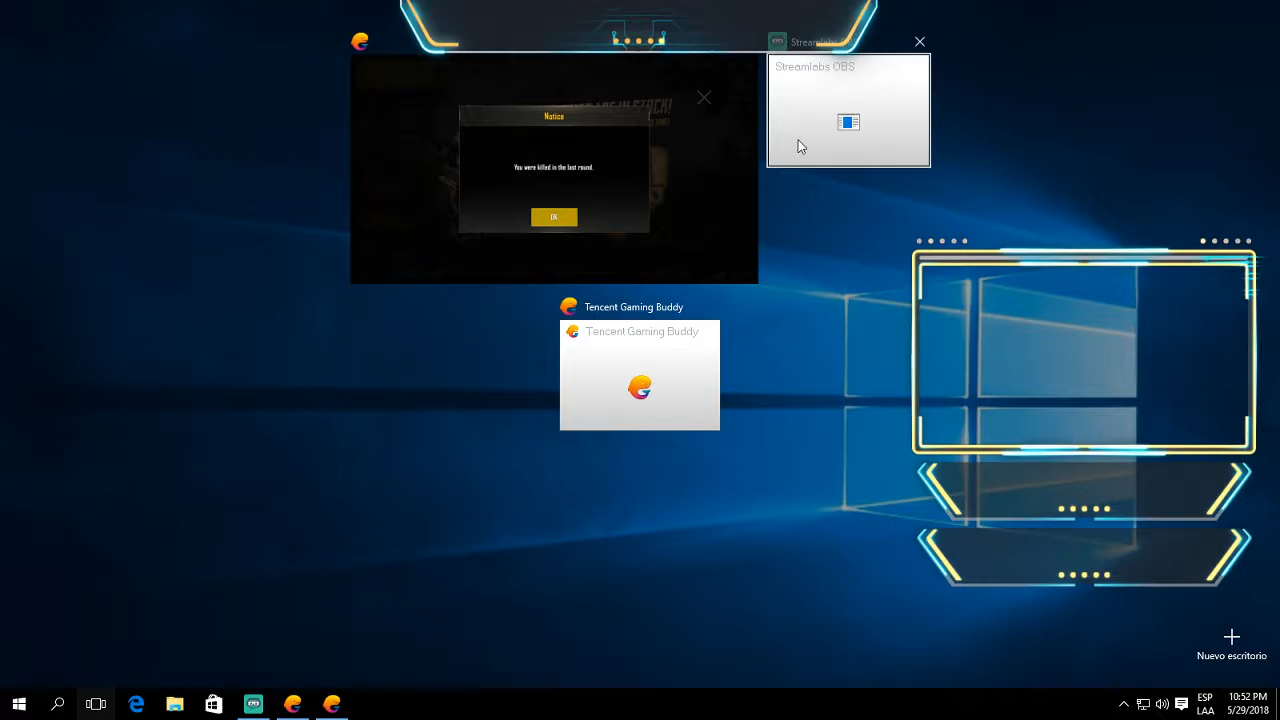 Streamlabs
Streamlabs OBS
Notice
You were killed in the last round.
OK
Tencent Gaming Buddy
Tencent Gaming Buddy
Nuevo escritorio
ESP
LAA
10:52 PM
5/29/2018